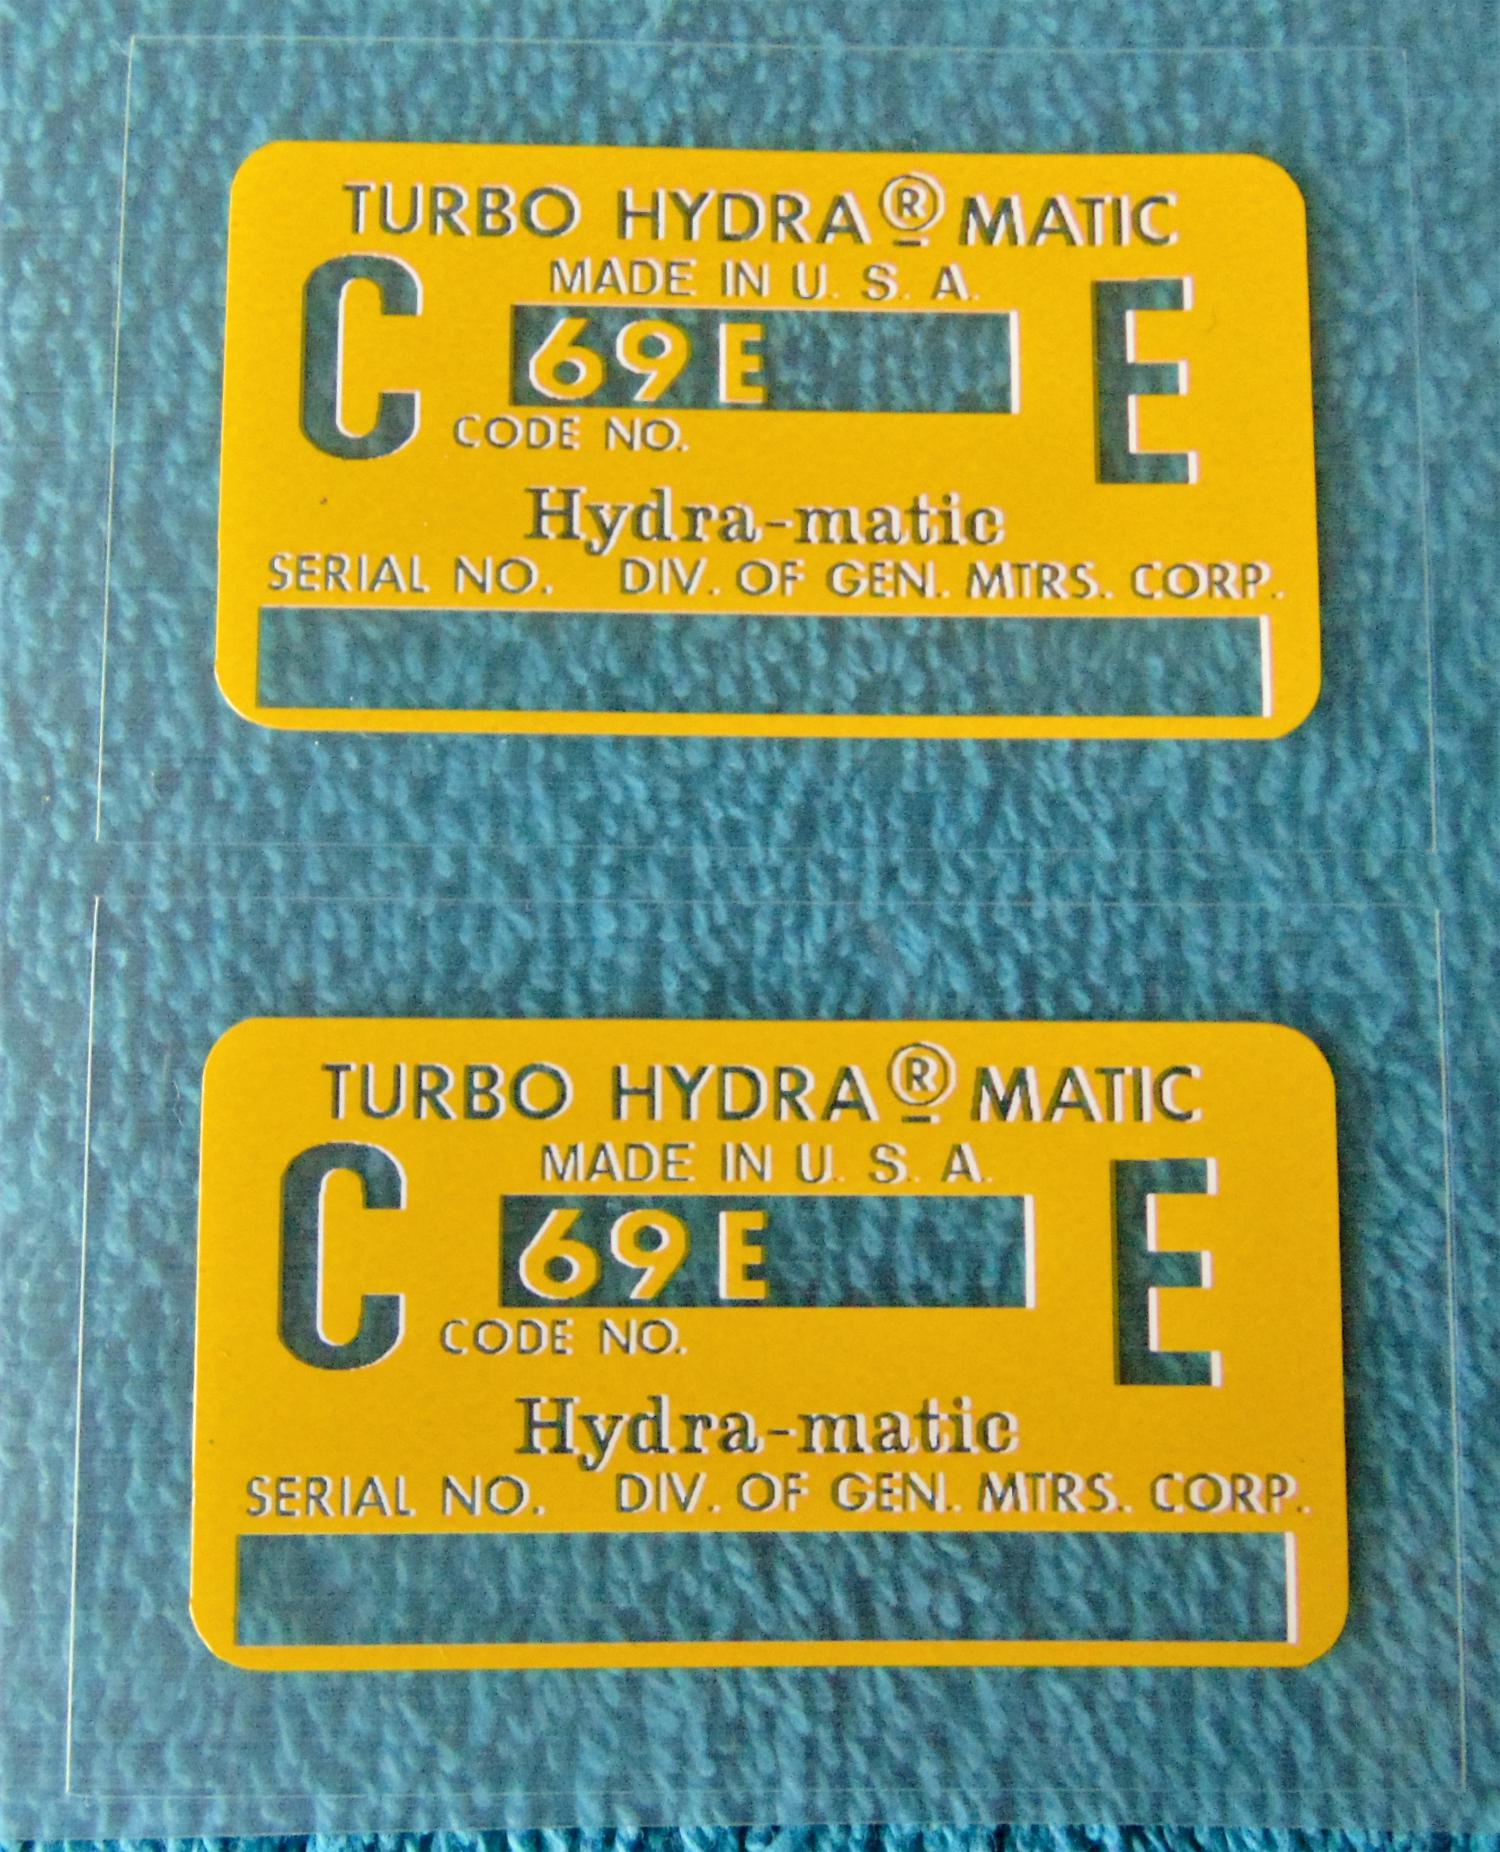 TURBO HYDRA ® MATIC
MADE IN U. S. A.
C 69 E E
CODE NO.
Hydra-matic
SERIAL NO. DIV. OF GEN. MTRS. CORP.
TURBO HYDRA ® MATIC
MADE IN U. S. A.
C 69 E E
CODE NO.
Hydra-matic
SERIAL NO. DIV. OF GEN. MTRS. CORP.